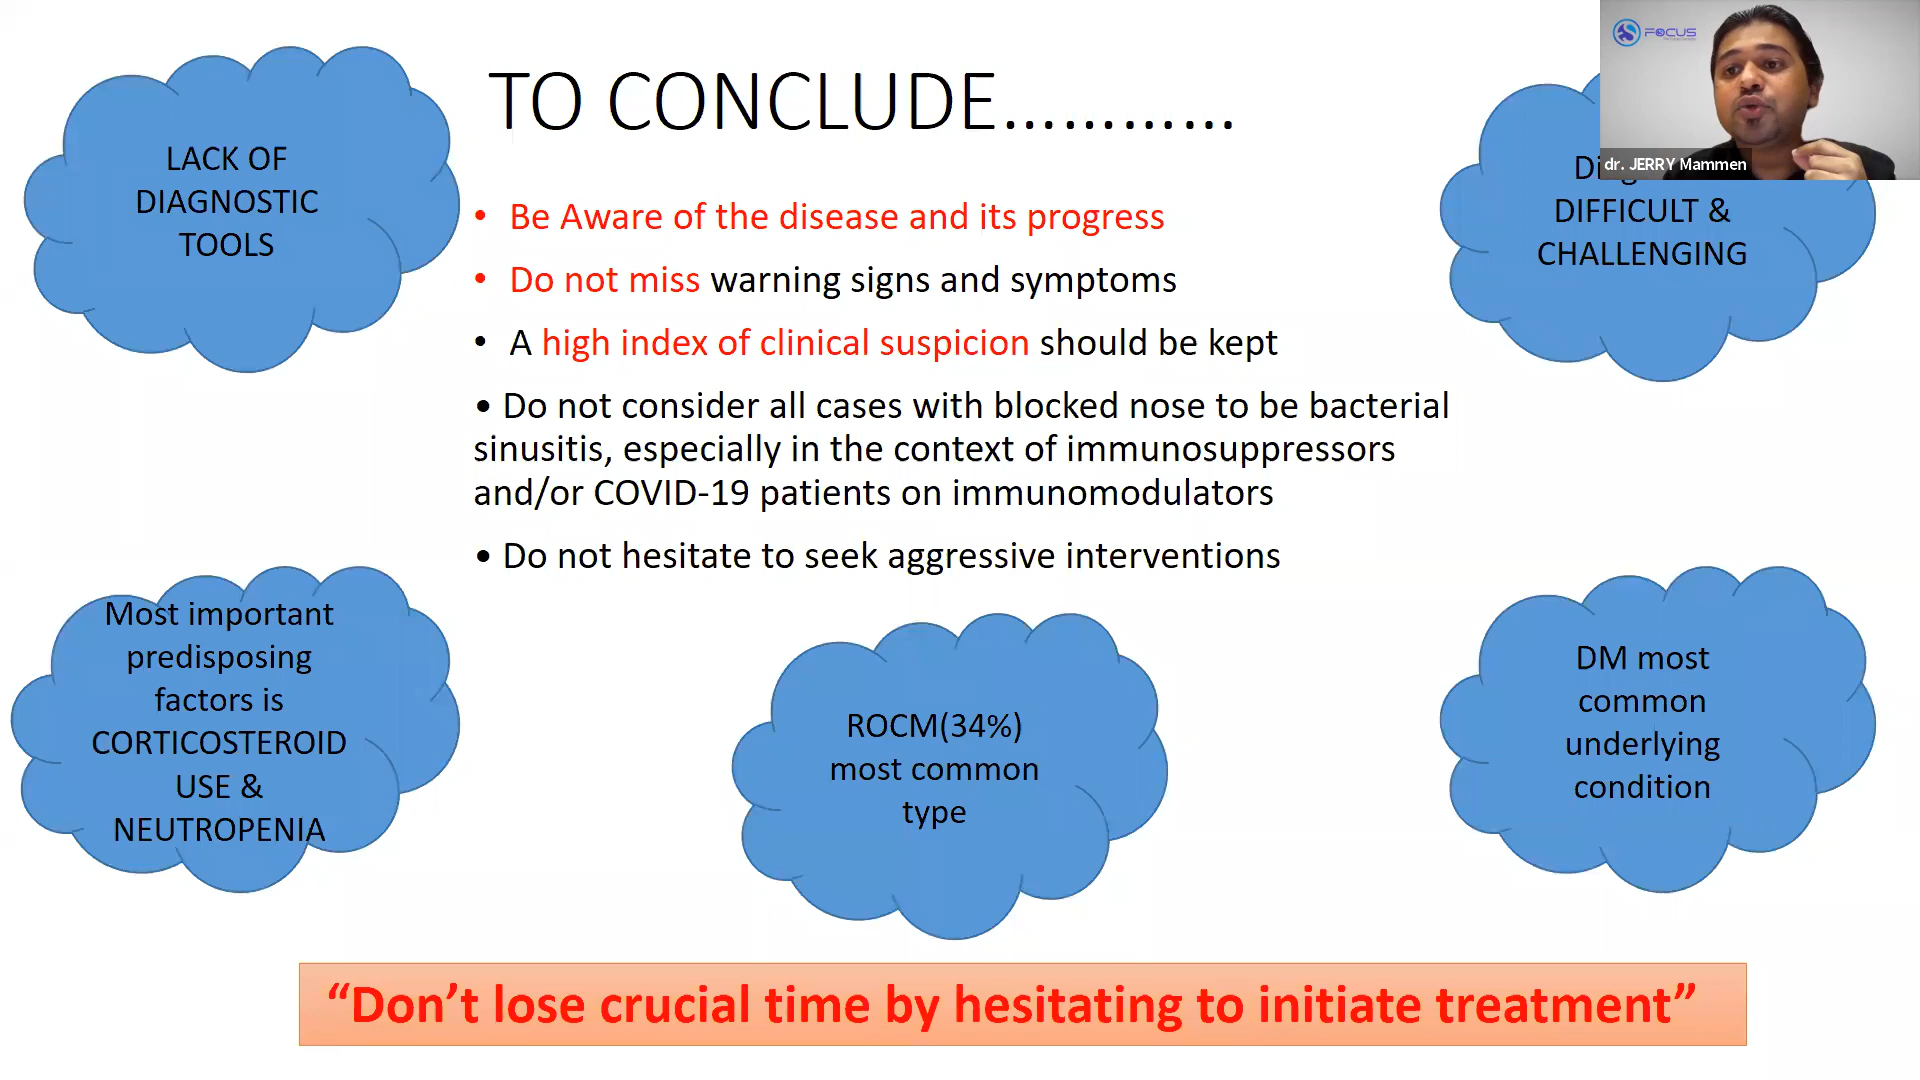 TO CONCLUDE............
LACK OF
DIAGNOSTIC
TOOLS
• Be Aware of the disease and its progress
• Do not miss warning signs and symptoms
• A high index of clinical suspicion should be kept
• Do not consider all cases with blocked nose to be bacterial
sinusitis, especially in the context of immunosuppressors
and/or COVID-19 patients on immunomodulators
• Do not hesitate to seek aggressive interventions
DIFFICULT &
CHALLENGING
FOCUS
dr. JERRY Mammen
Most important
predisposing
factors is
CORTICOSTEROID
USE &
NEUTROPENIA
ROCM(34%)
most common
type
DM most
common
underlying
condition
“Don’t lose crucial time by hesitating to initiate treatment”